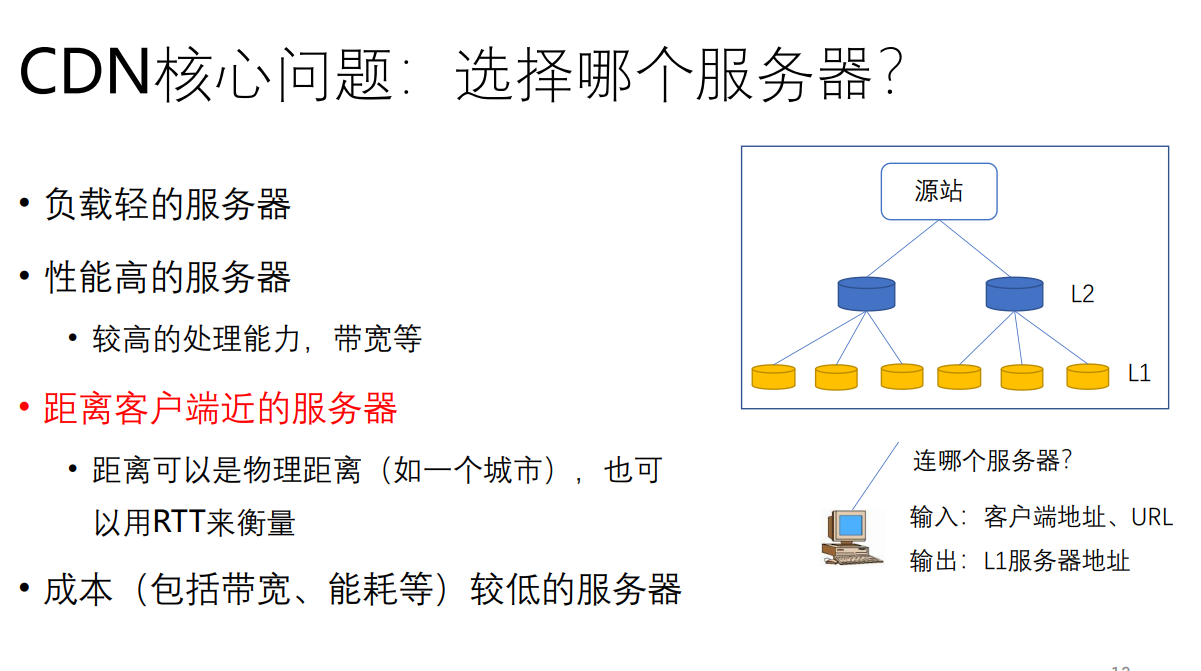 CDN核心问题：选择哪个服务器？
• 负载轻的服务器
• 性能高的服务器
• 较高的处理能力，带宽等
• 距离客户端近的服务器
• 距离可以是物理距离（如一个城市），也可
以用RTT来衡量
• 成本（包括带宽、能耗等）较低的服务器
源站
L2
L1
连哪个服务器？
输入：客户端地址、URL
输出：L1服务器地址